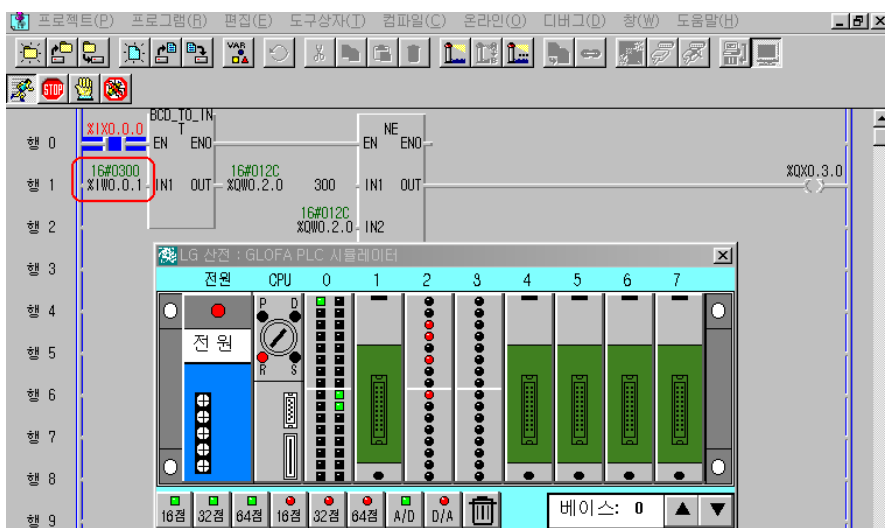 프로젝트(P) 프로그램(R) 편집(E) 도구상자(T) 컴파일(C) 온라인(O) 디버그(D) 창(W) 도움말(H)
VAR
STOP
BCD_TO_IN
T
NE
%IX0.0.0
행 0
EN ENO
EN ENO
16#0300
16#012C
%QX0.3.0
행 1
%IW0.0.1
IN1 OUT
%QW0.2.0
300
IN1 OUT
( )
16#012C
행 2
%QW0.2.0
IN2
LG 산전 : GLOFA PLC 시뮬레이터
행 3
전원 CPU 0 1 2 3 4 5 6 7
P D
행 4
전 원
행 5
R S
행 6
행 7
행 8
16점 32점 64점 16점 32점 64점 A/D D/A
베이스: 0
행 9